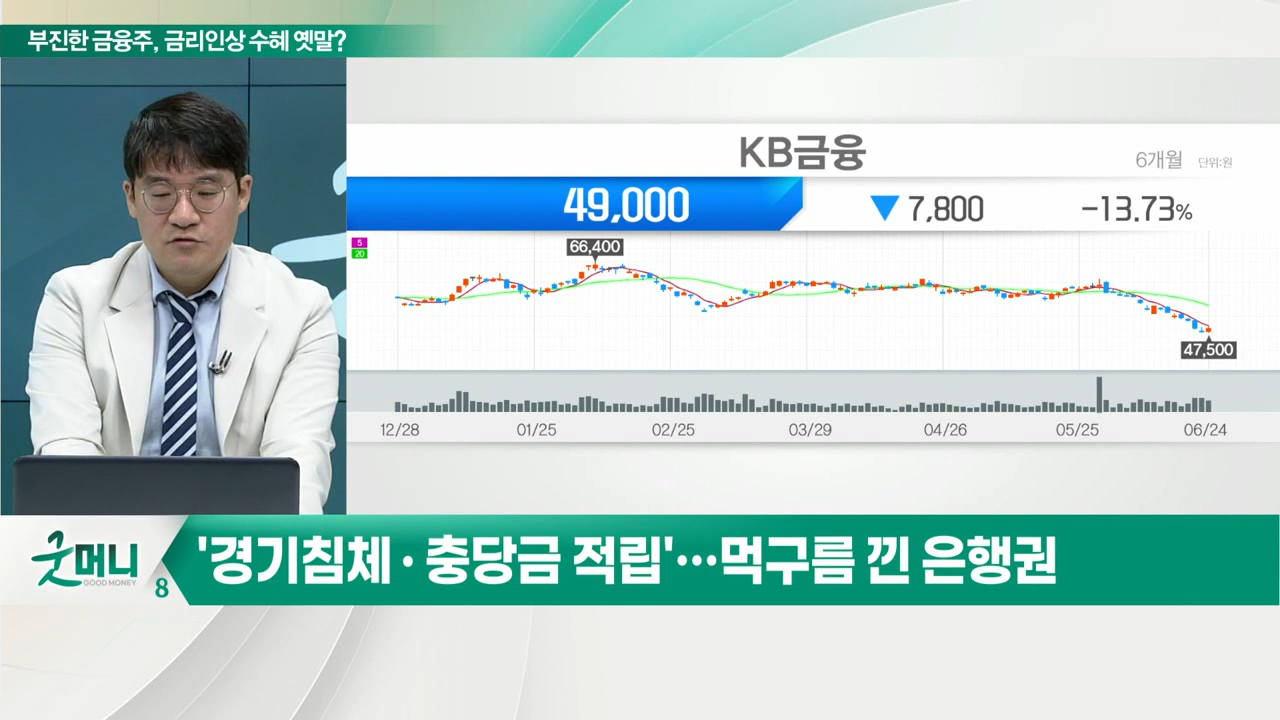 부진한 금융주, 금리인상 수혜 옛말?
KB금융
6개월 단위:원
49,000 ▼ 7,800 -13.73%
5
20
66,400
47,500
12/28 01/25 02/25 03/29 04/26 05/25 06/24
굿머니
GOOD MONEY
8
'경기침체·충당금 적립'…먹구름 낀 은행권